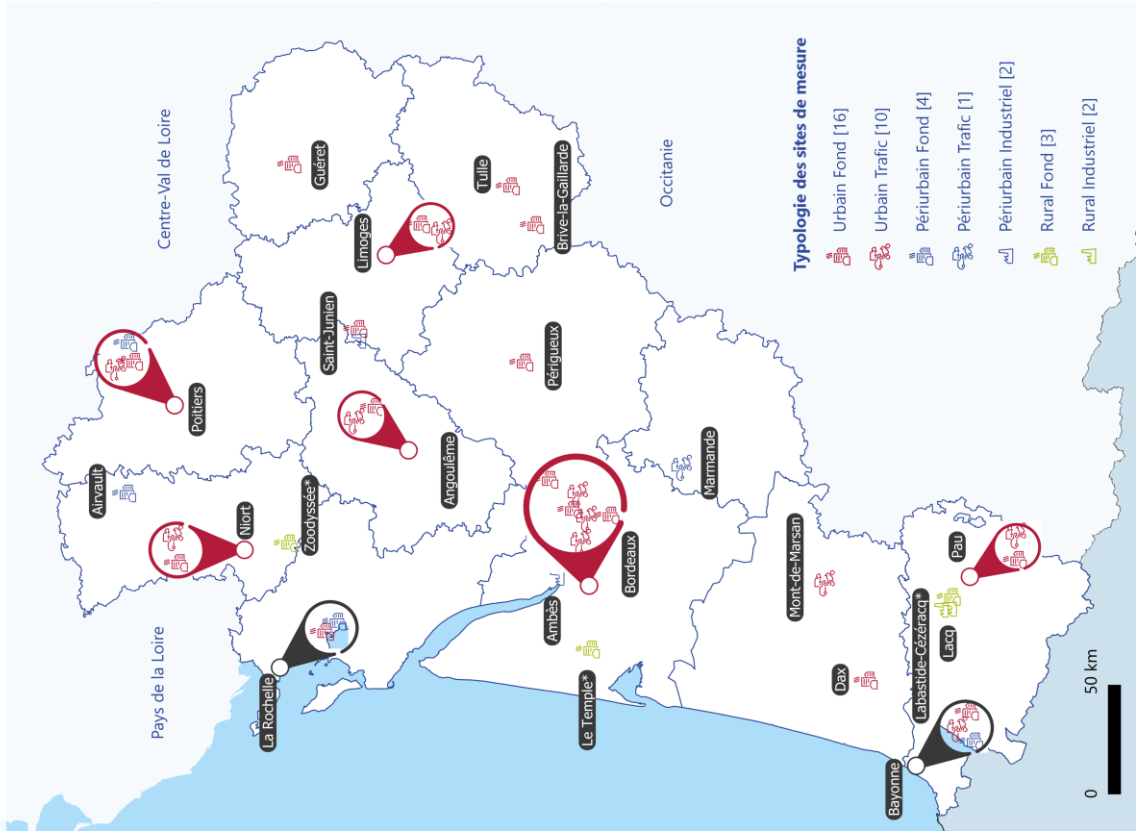 Pays de la Loire
Centre-Val de Loire
Occitanie
Airvault
Niort
Zoodyssée*
La Rochelle
Poitiers
Angoulême
Saint-Junien
Limoges
Guéret
Tulle
Brive-la-Gaillarde
Périgueux
Ambès
Bordeaux
Le Temple*
Marmande
Mont-de-Marsan
Dax
Labastide-Cézéracq*
Lacq
Pau
Bayonne
Typologie des sites de mesure
Urbain Fond [16]
Urbain Trafic [10]
Périurbain Fond [4]
Périurbain Trafic [1]
Périurbain Industriel [2]
Rural Fond [3]
Rural Industriel [2]
0
50 km